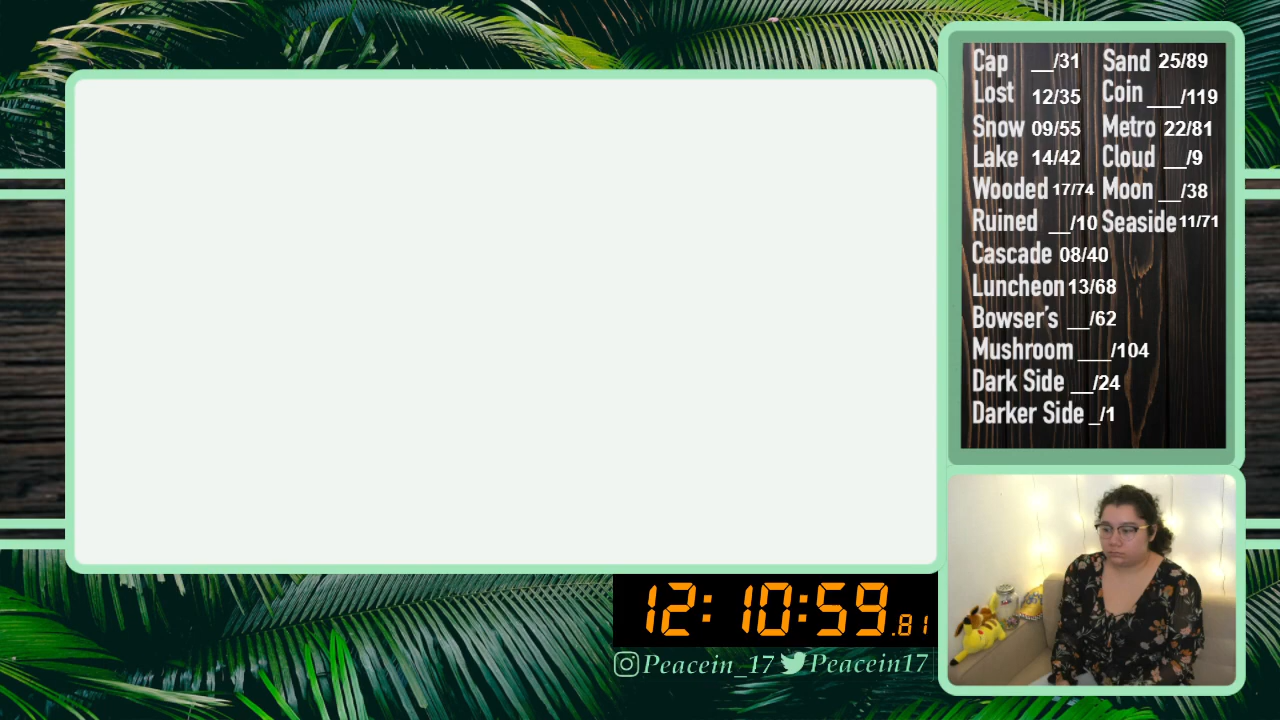 Cap __/31 Sand 25/89
Lost 12/35 Coin ___/119
Snow 09/55 Metro 22/81
Lake 14/42 Cloud __/9
Wooded 17/74 Moon __/38
Ruined __/10 Seaside 11/71
Cascade 08/40
Luncheon 13/68
Bowser's __/62
Mushroom ___/104
Dark Side __/24
Darker Side _/1
12:10:59.81
Peacein_17 Peacein17